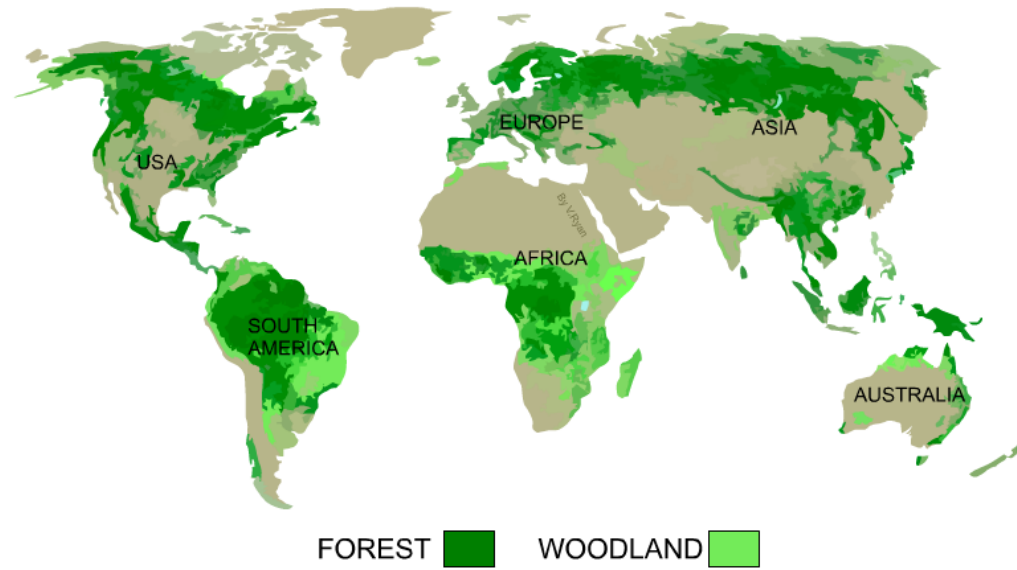 EUROPE
ASIA
USA
By V.Ryan
AFRICA
SOUTH
AMERICA
AUSTRALIA
FOREST
WOODLAND